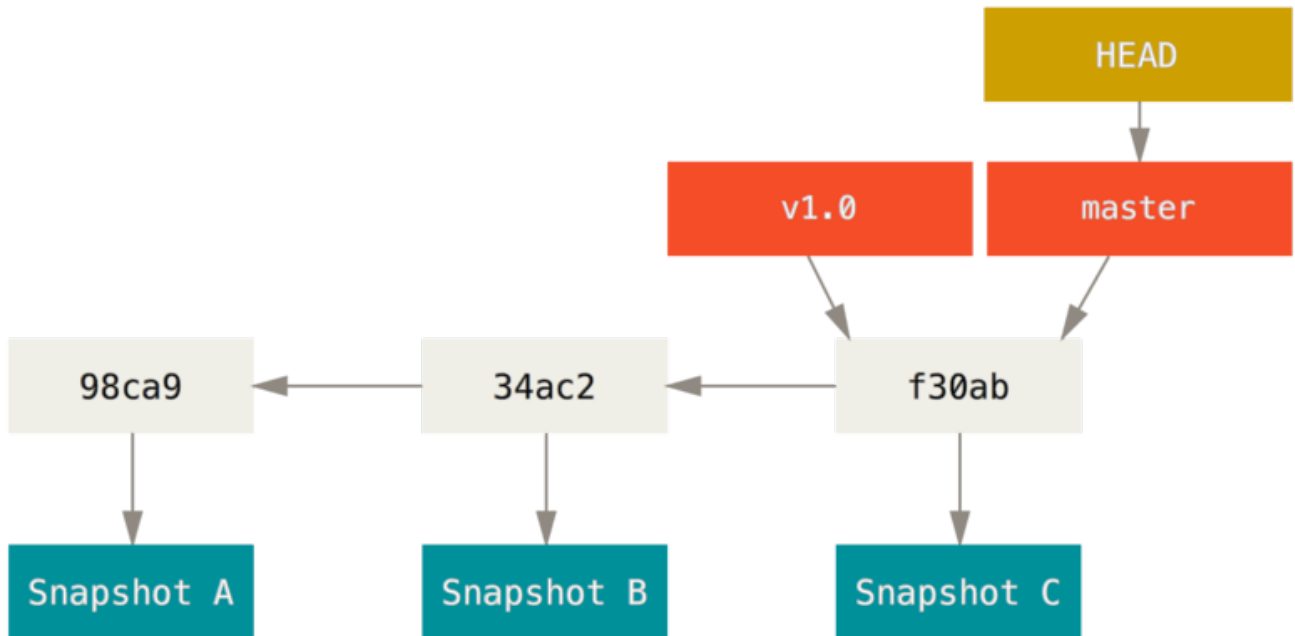 HEAD
v1.0
master
98ca9
34ac2
f30ab
Snapshot A
Snapshot B
Snapshot C